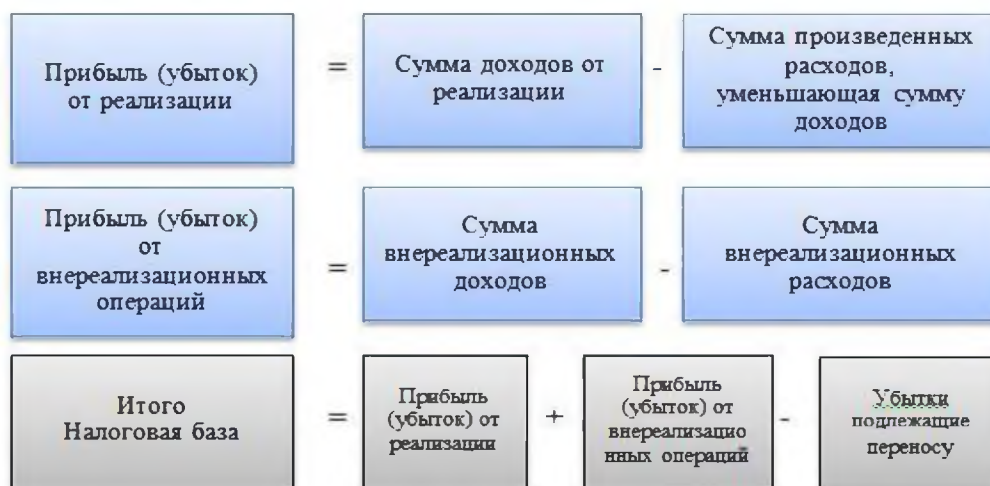 Прибыль (убыток)
от реализации
=
Сумма доходов от
реализации
-
Сумма произведенных
расходов,
уменьшающая сумму
доходов
Прибыль (убыток)
от
внереализационных
операций
=
Сумма
внереализационных
доходов
-
Сумма
внереализационных
расходов
Итого
Налоговая база
=
Прибыль
(убыток) от
реализации
+
Прибыль
(убыток) от
внереализацио
нных операций
-
Убытки
подлежащие
переносу